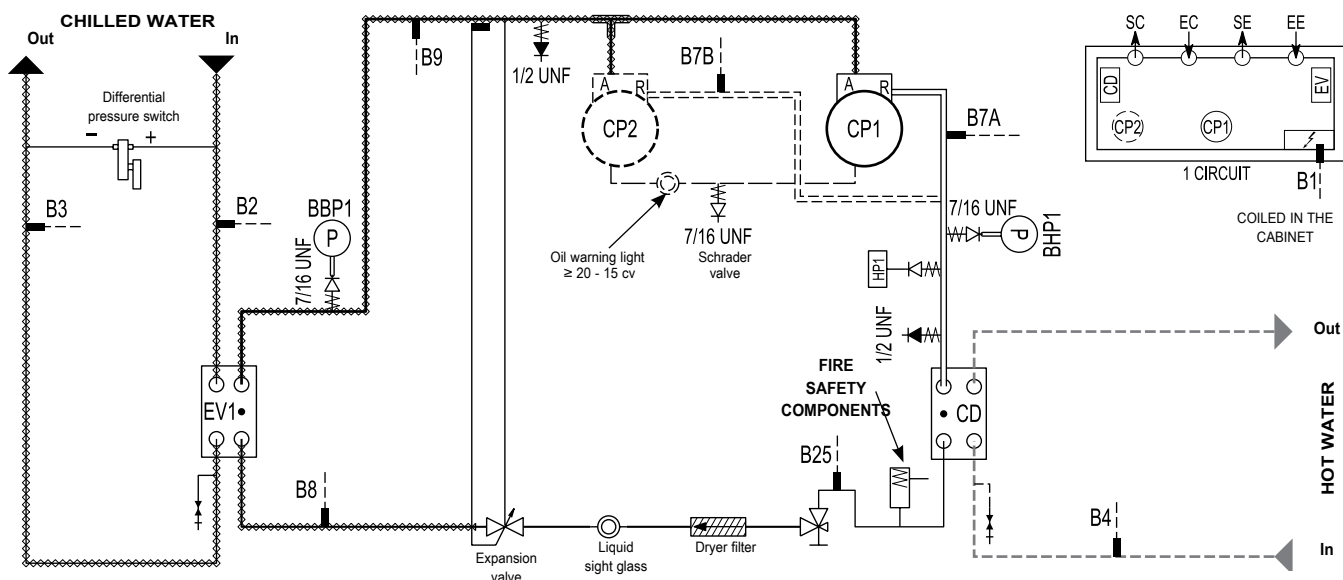 CHILLED WATER
Out
In
Differential
pressure switch
-
+
B3
B2
BBP1
P
7/16 UNF
EV1
B8
B9
1/2 UNF
B7B
A
R
CP2
A
R
CP1
B7A
Oil warning light
≥ 20 - 15 cv
7/16 UNF
Schrader
valve
7/16 UNF
P
BHP1
HP1
1/2 UNF
FIRE
SAFETY
COMPONENTS
CD
B25
Expansion
valve
Liquid
sight glass
Dryer filter
B4
Out
HOT WATER
In
SC
EC
SE
EE
CD
EV
CP2
CP1
1 CIRCUIT
B1
COILED IN THE
CABINET